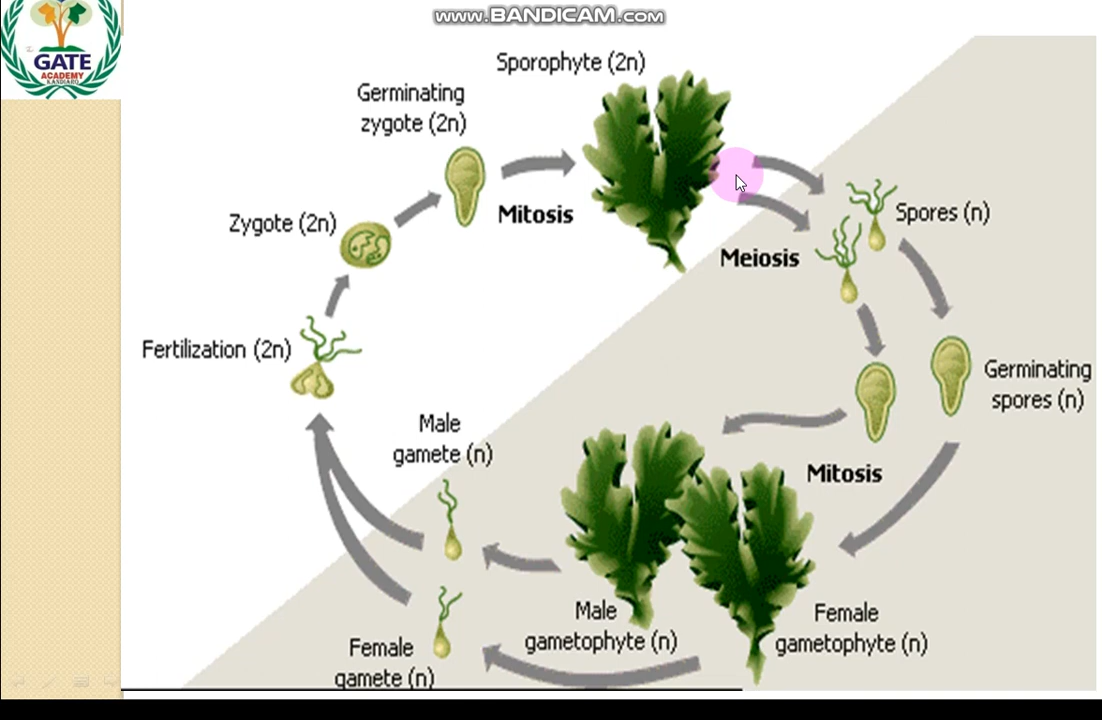 www.BANDICAM.com
GATE
ACADEMY
KANDIARO
Sporophyte (2n)
Germinating
zygote (2n)
Mitosis
Zygote (2n)
Spores (n)
Meiosis
Fertilization (2n)
Germinating
spores (n)
Male
gamete (n)
Mitosis
Male
gametophyte (n)
Female
gametophyte (n)
Female
gamete (n)